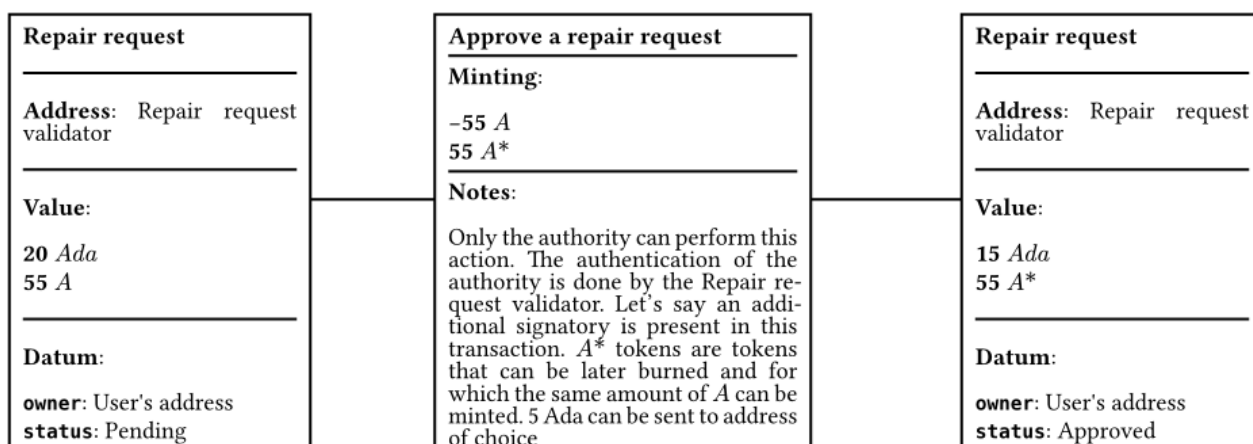 Repair request
Address: Repair request
validator
Value:
20 Ada
55 A
Datum:
owner: User's address
status: Pending
Approve a repair request
Minting:
–55 A
55 A*
Notes:
Only the authority can perform this
action. The authentication of the
authority is done by the Repair re-
quest validator. Let's say an addi-
tional signatory is present in this
transaction. A* tokens are tokens
that can be later burned and for
which the same amount of A can be
minted. 5 Ada can be sent to address
of choice
Repair request
Address: Repair request
validator
Value:
15 Ada
55 A*
Datum:
owner: User's address
status: Approved